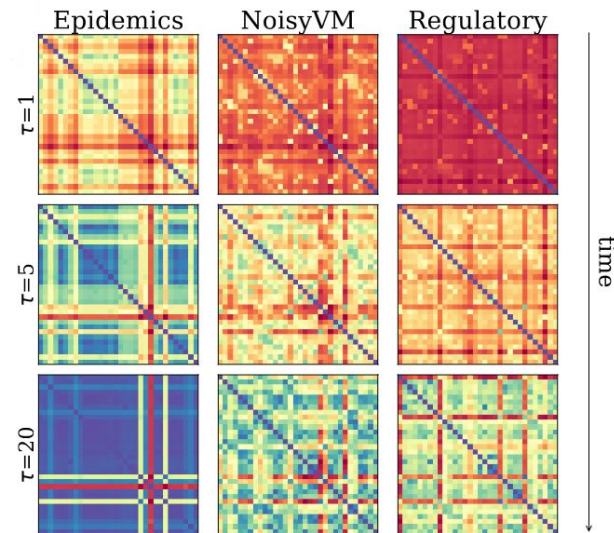 Epidemics NoisyVM Regulatory
τ=1
τ=5
τ=20
time